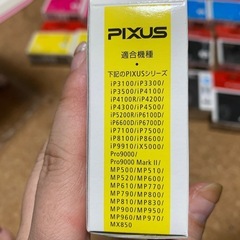 PIXUS
適合機種
下記のPIXUSシリーズ
iP3100/iP3300/
iP3500/iP4100/
iP4100R/iP4200/
iP4300/iP4500/
iP5200R/iP6100D/
iP6600D/iP6700D/
iP7100/iP7500/
iP8100/iP8600/
iP9910/iX5000/
Pro9000/
Pro9000 Mark II/
MP500/MP510/
MP520/MP600/
MP610/MP770/
MP790/MP800/
MP810/MP830/
MP900/MP950/
MP960/MP970/
MX850